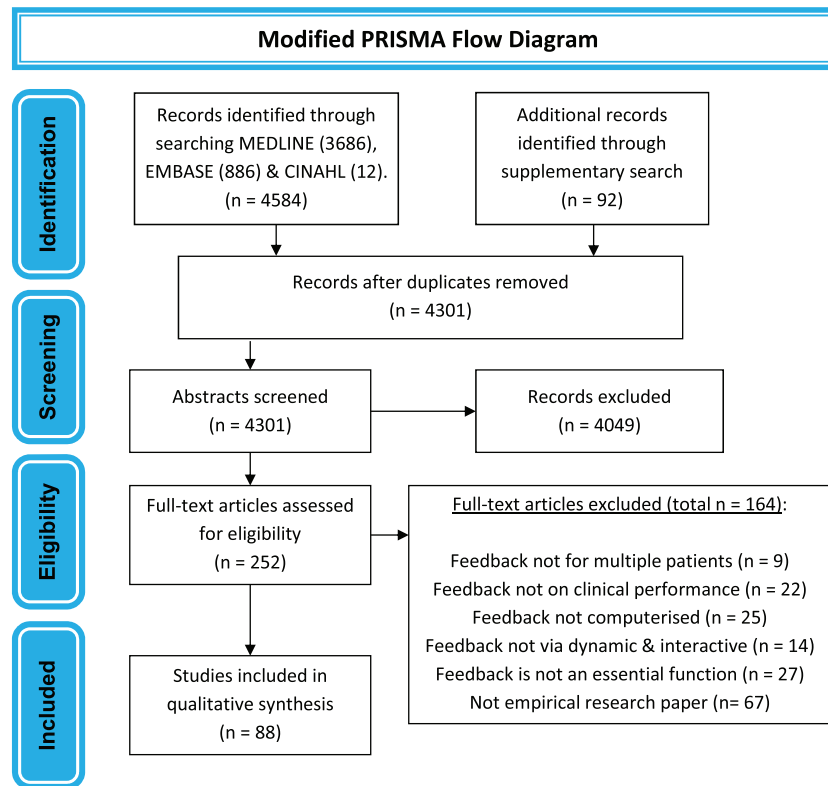 Modified PRISMA Flow Diagram
Identification
Records identified through
searching MEDLINE (3686),
EMBASE (886) & CINAHL (12).
(n = 4584)
Additional records
identified through
supplementary search
(n = 92)
Records after duplicates removed
(n = 4301)
Screening
Abstracts screened
(n = 4301)
Records excluded
(n = 4049)
Eligibility
Full-text articles assessed
for eligibility
(n = 252)
Full-text articles excluded (total n = 164):
Feedback not for multiple patients (n = 9)
Feedback not on clinical performance (n = 22)
Feedback not computerised (n = 25)
Feedback not via dynamic & interactive (n = 14)
Feedback is not an essential function (n = 27)
Not empirical research paper (n= 67)
Included
Studies included in
qualitative synthesis
(n = 88)